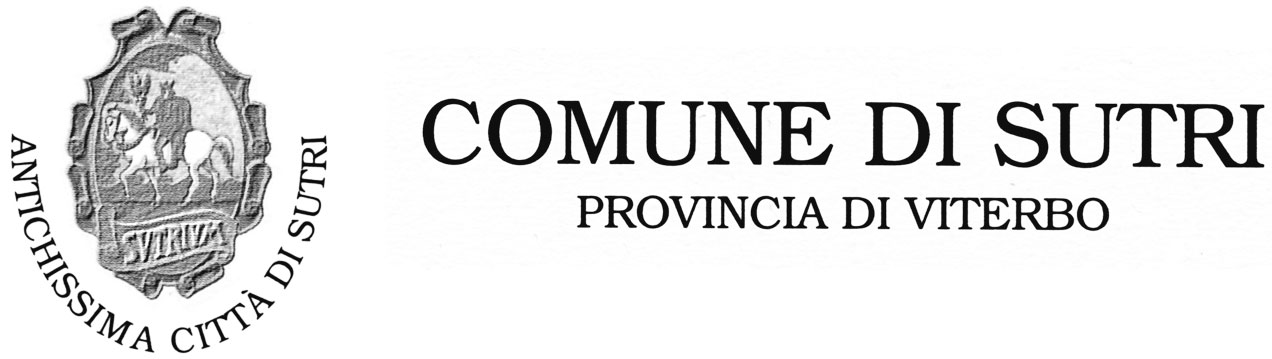 SVTRIVM
ANTICHISSIMA CITTÀ DI SUTRI
COMUNE DI SUTRI
PROVINCIA DI VITERBO